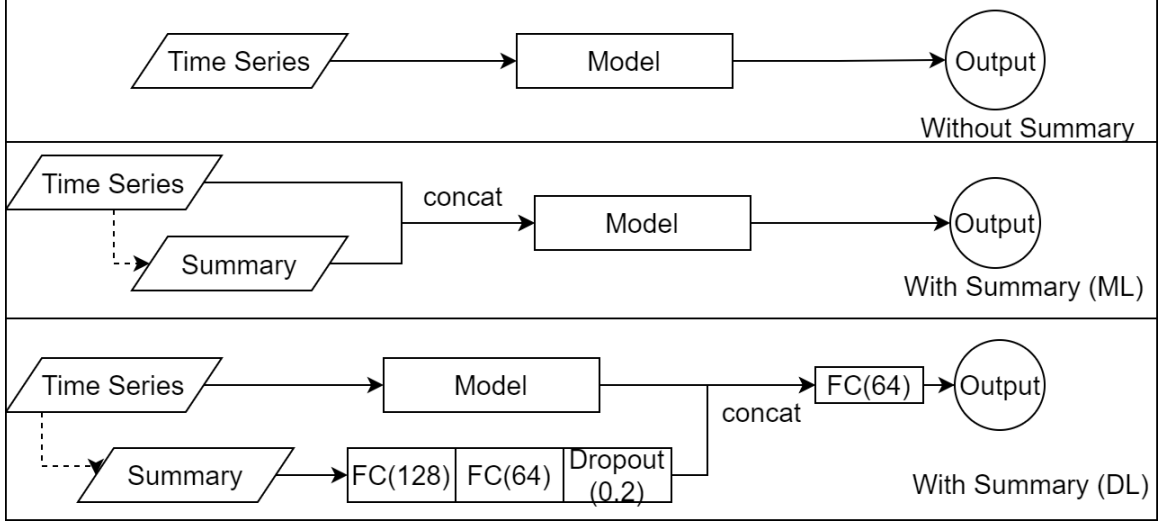 Time Series
Model
Output
Without Summary
Time Series
concat
Summary
Model
Output
With Summary (ML)
Time Series
Model
concat
FC(64)
Output
Summary
FC(128)
FC(64)
Dropout
(0.2)
With Summary (DL)